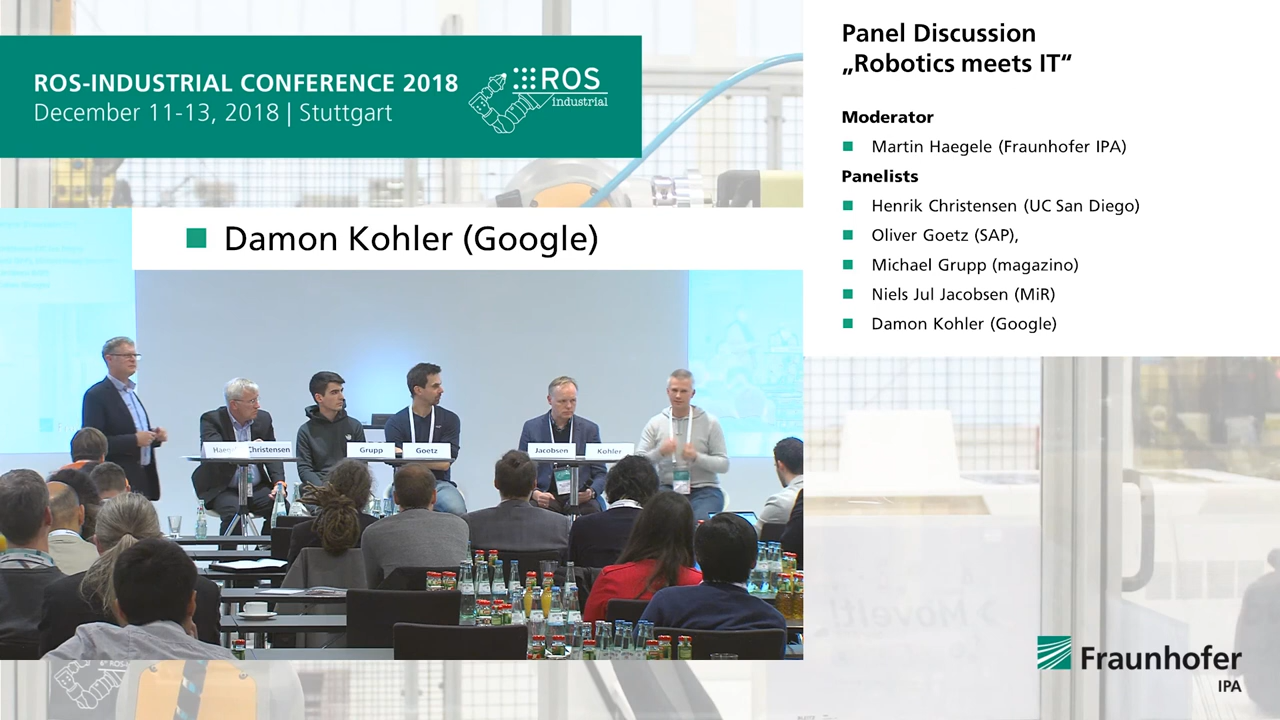 ROS-INDUSTRIAL CONFERENCE 2018
December 11-13, 2018 | Stuttgart
ROS
industrial
Damon Kohler (Google)
Christensen
Grupp
Goetz
Jacobsen
Kohler
Panel Discussion
„Robotics meets IT“
Moderator
Martin Haegele (Fraunhofer IPA)
Panelists
Henrik Christensen (UC San Diego)
Oliver Goetz (SAP),
Michael Grupp (magazino)
Niels Jul Jacobsen (MiR)
Damon Kohler (Google)
MoveIt!
ROS
Fraunhofer
IPA